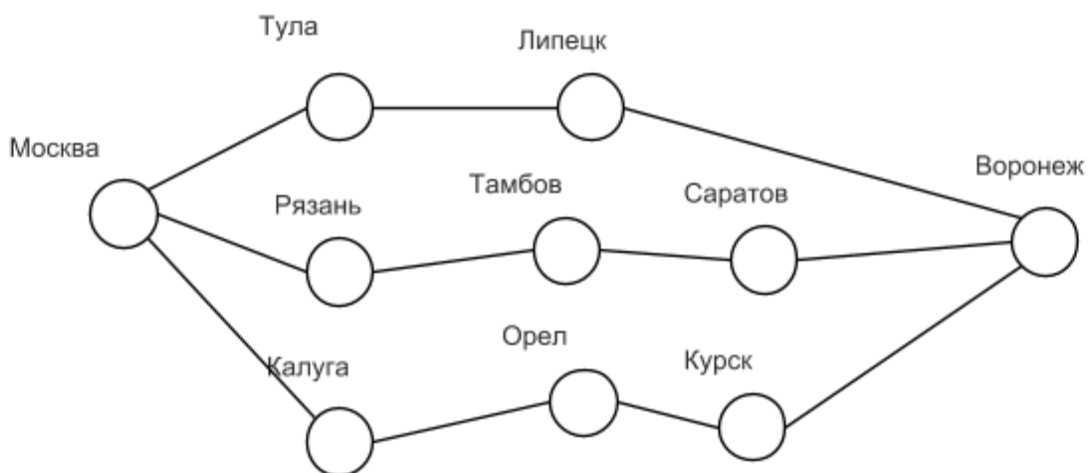 Тула
Липецк
Москва
Воронеж
Тамбов
Саратов
Рязань
Орел
Курск
Калуга